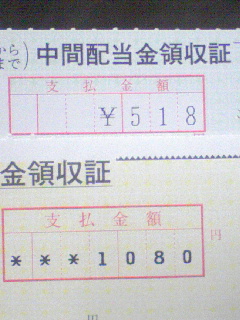 から
まで)中間配当金領収証
支払金額
¥518
金領収証
支払金額
***1080
円
円